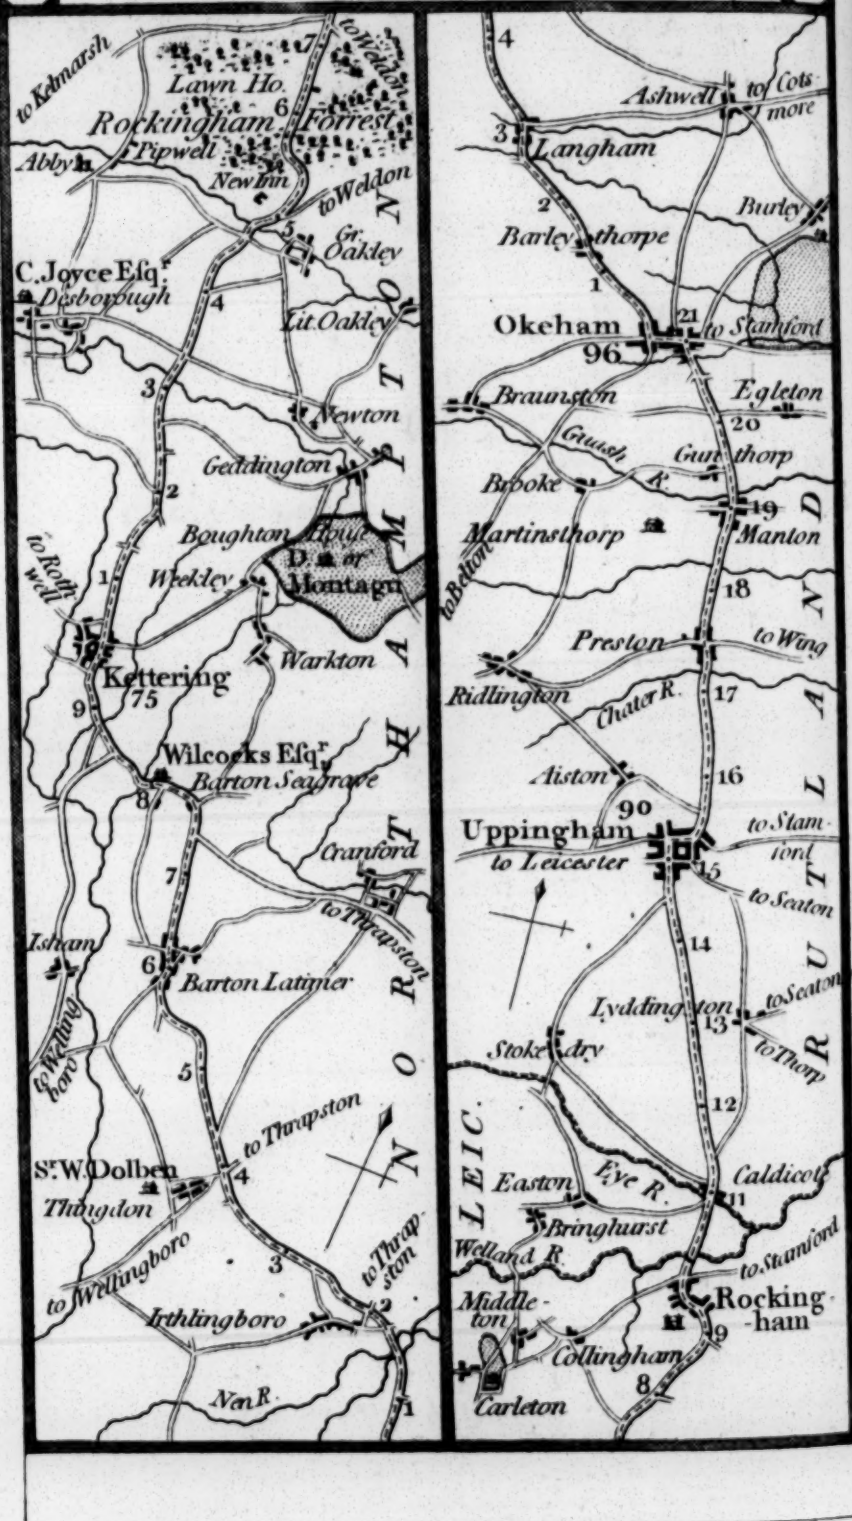 to Kelmarsh
7
to Weldon
Lawn Ho.
6
Rockingham Forrest
Abby
Pipwell
New Inn
to Weldon
5
Gr.
Oakley
C. Joyce Esqr.
Desborough
4
Lit. Oakley
3
Newton
Geddington
2
Boughton House
D. of
Montagu
to Roth
well
1
Weekley
Warkton
Kettering
75
9
Wilcocks Esqr.
Barton Seagrave
8
Cranford
7
to Thrapston
Isham
6
Barton Latimer
to Welling
boro
5
to Thrapston
Sr. W. Dolben
4
Thingdon
3
to Thrap-
ston
to Wellingboro
2
Irthlingboro
Nen R.
1
NORTHAMPTON
4
Ashwell
to Cots-
more
3
Langham
2
Burley
Barley thorpe
1
21
Okeham
to Stamford
96
Braunston
Egleton
20
Guash R.
Gun thorp
Brooke
19
Martinsthorp
Manton
to Belton
18
Preston
to Wing
Ridlington
17
Chater R.
Aiston
16
90
Uppingham
to Stam-
ford
to Leicester
15
to Seaton
14
Lyddington
to Seaton
13
Stoke dry
to Thorp
12
LEIC.
Easton
Eye R.
Caldicot
11
Bringhurst
Welland R.
to Stamford
Middle-
ton
Rocking-
ham
9
Collingham
8
Carleton
RUTLAND